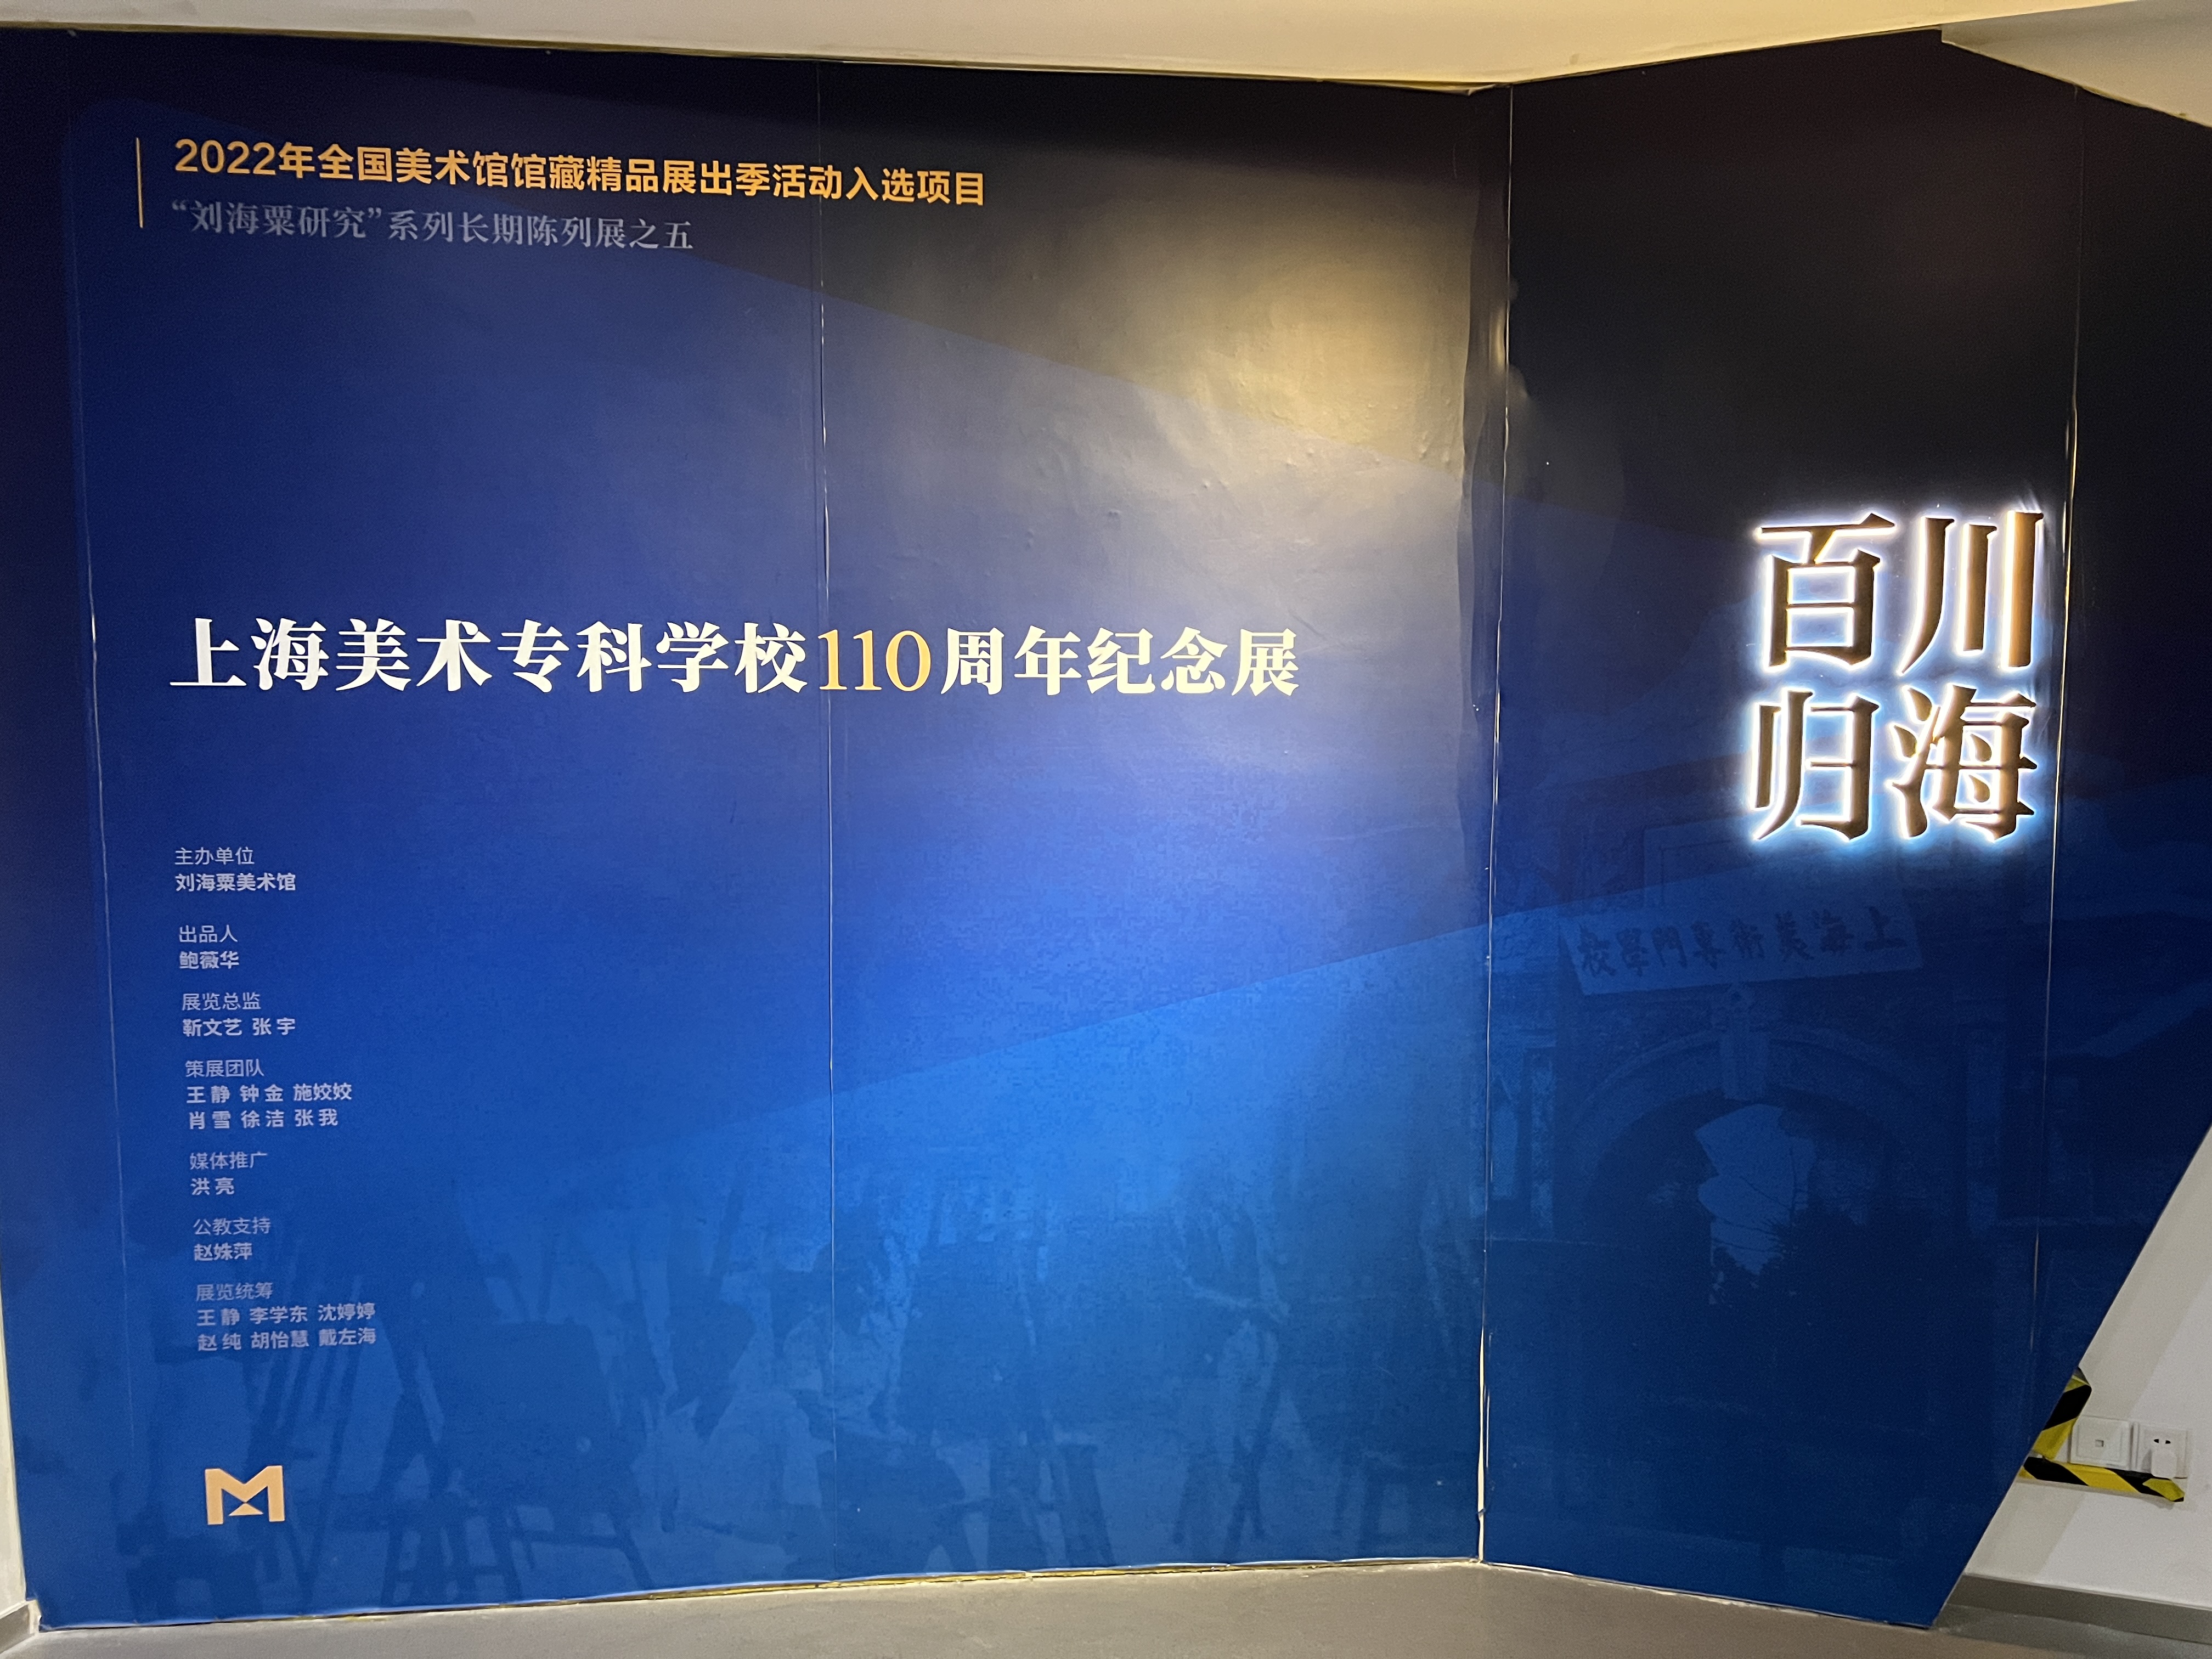 2022年全国美术馆馆藏精品展出季活动入选项目
“刘海粟研究”系列长期陈列展之五
上海美术专科学校110周年纪念展
百川
归海
主办单位
刘海粟美术馆
出品人
鲍薇华
展览总监
靳文艺 张宇
策展团队
王静 钟金 施姣姣
肖雪 徐洁 张我
媒体推广
洪亮
公教支持
赵姝萍
展览统筹
王静 李学东 沈婷婷
赵纯 胡怡慧 戴左海
上海美術專門學校